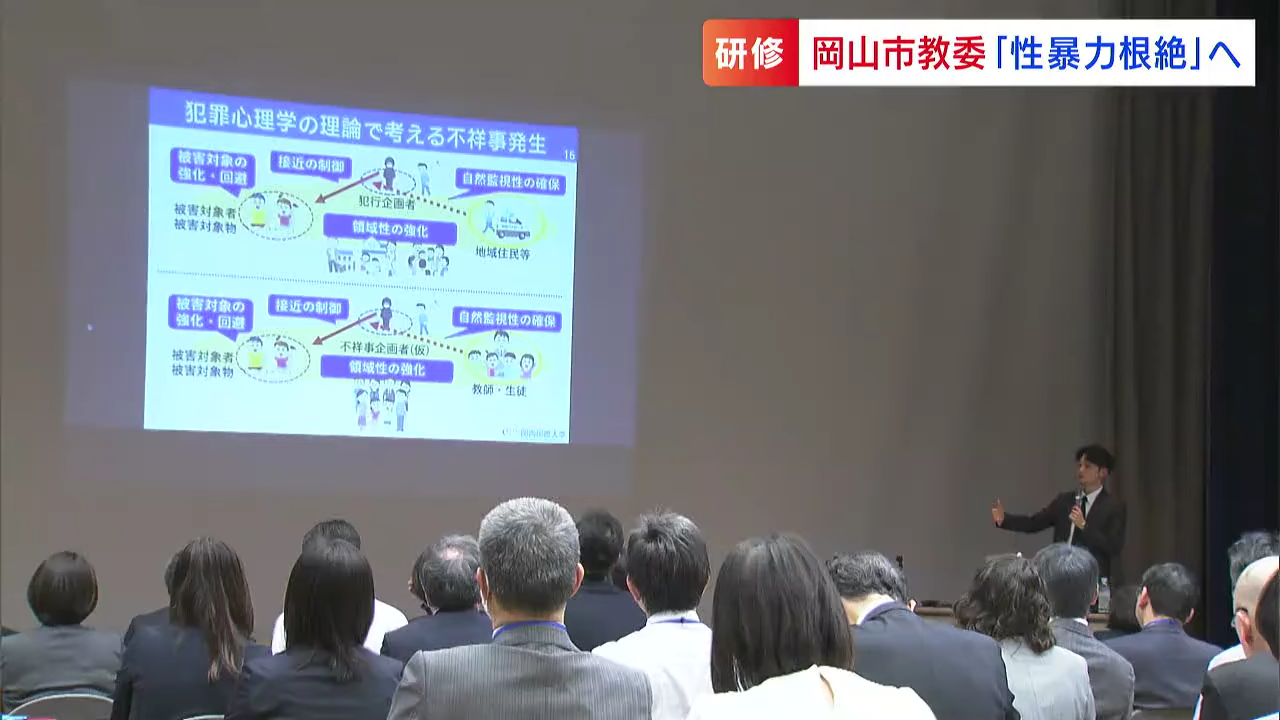 研修 岡山市教委「性暴力根絶」へ
犯罪心理学の理論で考える不祥事発生
16
被害対象の
強化・回避
接近の制御
自然監視性の確保
犯行企画者
被害対象者
被害対象物
領域性の強化
地域住民等
被害対象の
強化・回避
接近の制御
自然監視性の確保
不祥事企画者(仮)
被害対象者
被害対象物
領域性の強化
教師・生徒